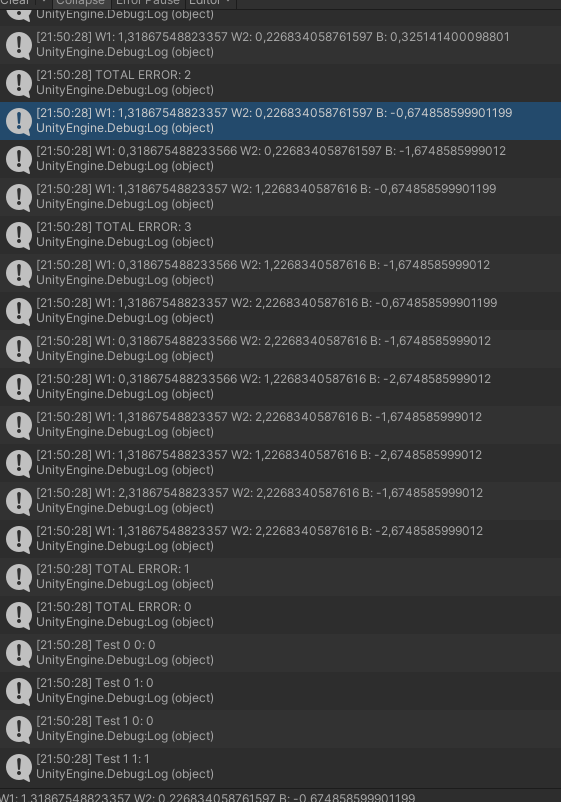 Clear Collapse Error Pause Editor
UnityEngine.Debug:Log (object)
[21:50:28] W1: 1,31867548823357 W2: 0,226834058761597 B: 0,325141400098801
UnityEngine.Debug:Log (object)
[21:50:28] TOTAL ERROR: 2
UnityEngine.Debug:Log (object)
[21:50:28] W1: 1,31867548823357 W2: 0,226834058761597 B: -0,674858599901199
UnityEngine.Debug:Log (object)
[21:50:28] W1: 0,318675488233566 W2: 0,226834058761597 B: -1,6748585999012
UnityEngine.Debug:Log (object)
[21:50:28] W1: 1,31867548823357 W2: 1,2268340587616 B: -0,674858599901199
UnityEngine.Debug:Log (object)
[21:50:28] TOTAL ERROR: 3
UnityEngine.Debug:Log (object)
[21:50:28] W1: 0,318675488233566 W2: 1,2268340587616 B: -1,6748585999012
UnityEngine.Debug:Log (object)
[21:50:28] W1: 1,31867548823357 W2: 2,2268340587616 B: -0,674858599901199
UnityEngine.Debug:Log (object)
[21:50:28] W1: 0,318675488233566 W2: 2,2268340587616 B: -1,6748585999012
UnityEngine.Debug:Log (object)
[21:50:28] W1: 0,318675488233566 W2: 1,2268340587616 B: -2,6748585999012
UnityEngine.Debug:Log (object)
[21:50:28] W1: 1,31867548823357 W2: 2,2268340587616 B: -1,6748585999012
UnityEngine.Debug:Log (object)
[21:50:28] W1: 1,31867548823357 W2: 1,2268340587616 B: -2,6748585999012
UnityEngine.Debug:Log (object)
[21:50:28] W1: 2,31867548823357 W2: 2,2268340587616 B: -1,6748585999012
UnityEngine.Debug:Log (object)
[21:50:28] W1: 1,31867548823357 W2: 2,2268340587616 B: -2,6748585999012
UnityEngine.Debug:Log (object)
[21:50:28] TOTAL ERROR: 1
UnityEngine.Debug:Log (object)
[21:50:28] TOTAL ERROR: 0
UnityEngine.Debug:Log (object)
[21:50:28] Test 0 0: 0
UnityEngine.Debug:Log (object)
[21:50:28] Test 0 1: 0
UnityEngine.Debug:Log (object)
[21:50:28] Test 1 0: 0
UnityEngine.Debug:Log (object)
[21:50:28] Test 1 1: 1
UnityEngine.Debug:Log (object)
W1: 1,31867548823357 W2: 0,226834058761597 B: -0,674858599901199